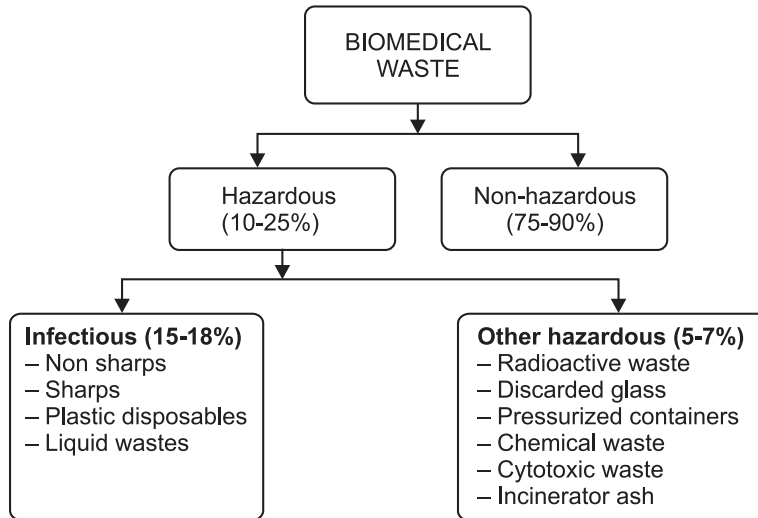 BIOMEDICAL
WASTE
Hazardous
(10-25%)
Non-hazardous
(75-90%)
Infectious (15-18%)
– Non sharps
– Sharps
– Plastic disposables
– Liquid wastes
Other hazardous (5-7%)
– Radioactive waste
– Discarded glass
– Pressurized containers
– Chemical waste
– Cytotoxic waste
– Incinerator ash